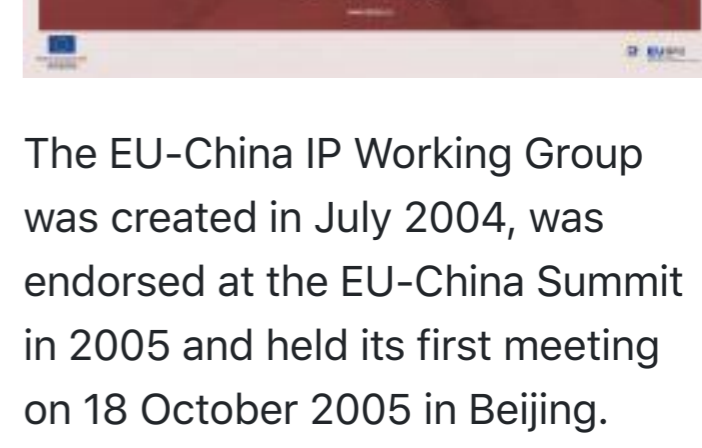 The EU-China IP Working Group
was created in July 2004, was
endorsed at the EU-China Summit
in 2005 and held its first meeting
on 18 October 2005 in Beijing.